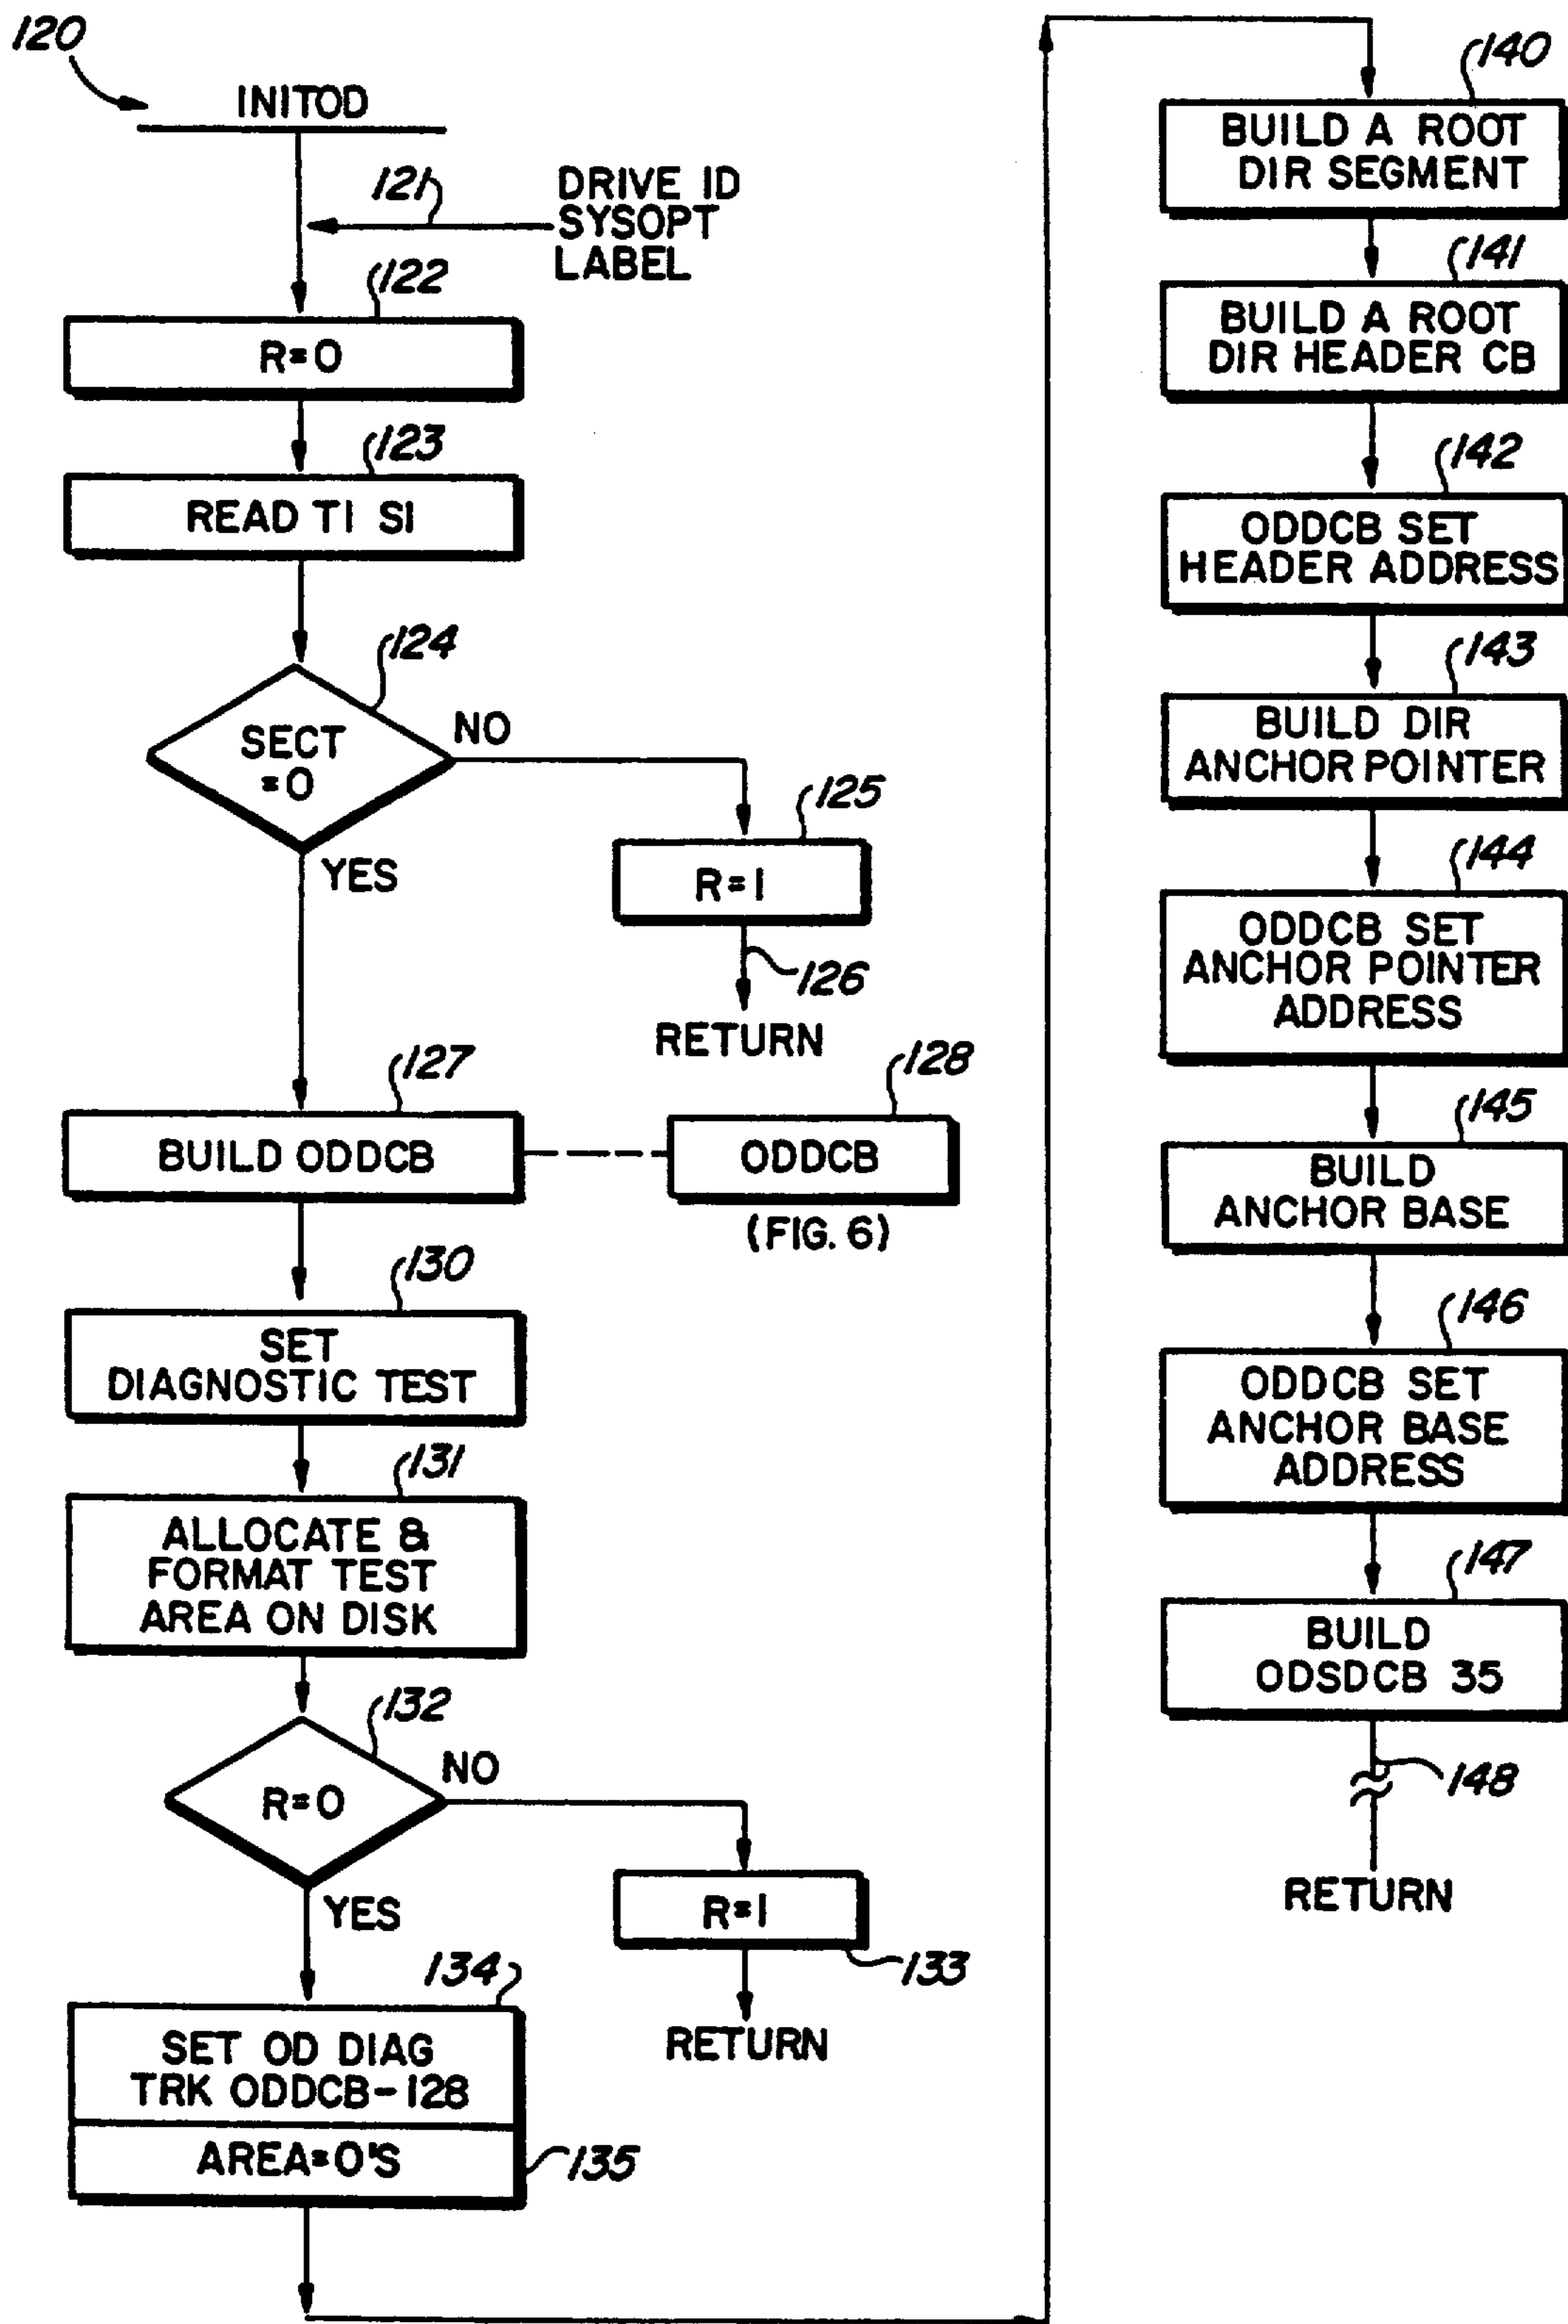 120
INITOD
121
DRIVE ID
SYSOPT
LABEL
122
R=0
123
READ T1 S1
124
SECT
=0
NO
YES
125
R=1
126
RETURN
127
BUILD ODDCB
128
ODDCB
(FIG. 6)
130
SET
DIAGNOSTIC TEST
131
ALLOCATE &
FORMAT TEST
AREA ON DISK
132
R=0
NO
YES
R=1
133
RETURN
134
SET OD DIAG
TRK ODDCB-128
AREA=0'S
135
140
BUILD A ROOT
DIR SEGMENT
141
BUILD A ROOT
DIR HEADER CB
142
ODDCB SET
HEADER ADDRESS
143
BUILD DIR
ANCHOR POINTER
144
ODDCB SET
ANCHOR POINTER
ADDRESS
145
BUILD
ANCHOR BASE
146
ODDCB SET
ANCHOR BASE
ADDRESS
147
BUILD
ODSDCB 35
148
RETURN